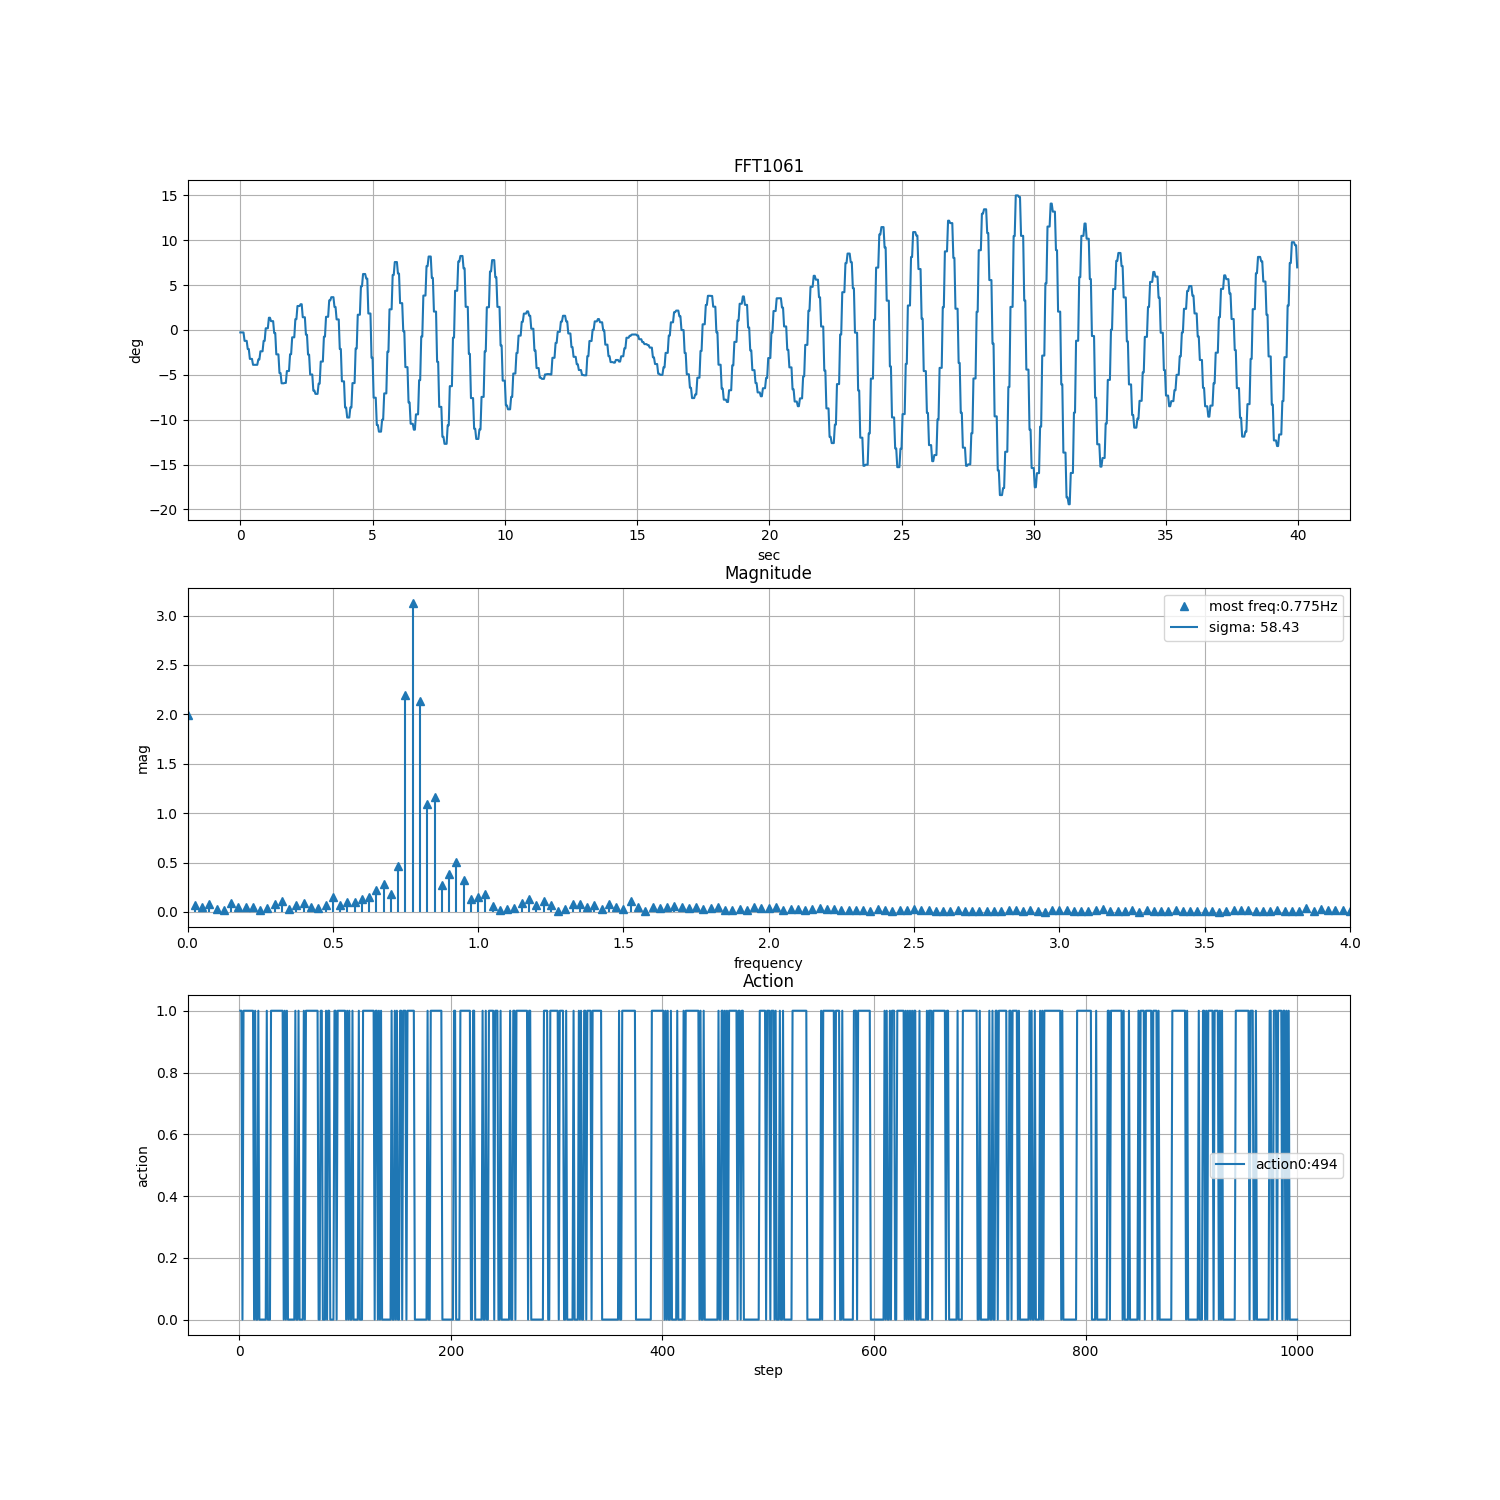 FFT1061
15
10
5
0
−5
−10
−15
−20
deg
0 5 10 15 20 25 30 35 40
sec
Magnitude
3.0
2.5
2.0
1.5
1.0
0.5
0.0
mag
most freq:0.775Hz
sigma: 58.43
0.0 0.5 1.0 1.5 2.0 2.5 3.0 3.5 4.0
frequency
Action
1.0
0.8
0.6
0.4
0.2
0.0
action
action0:494
0 200 400 600 800 1000
step